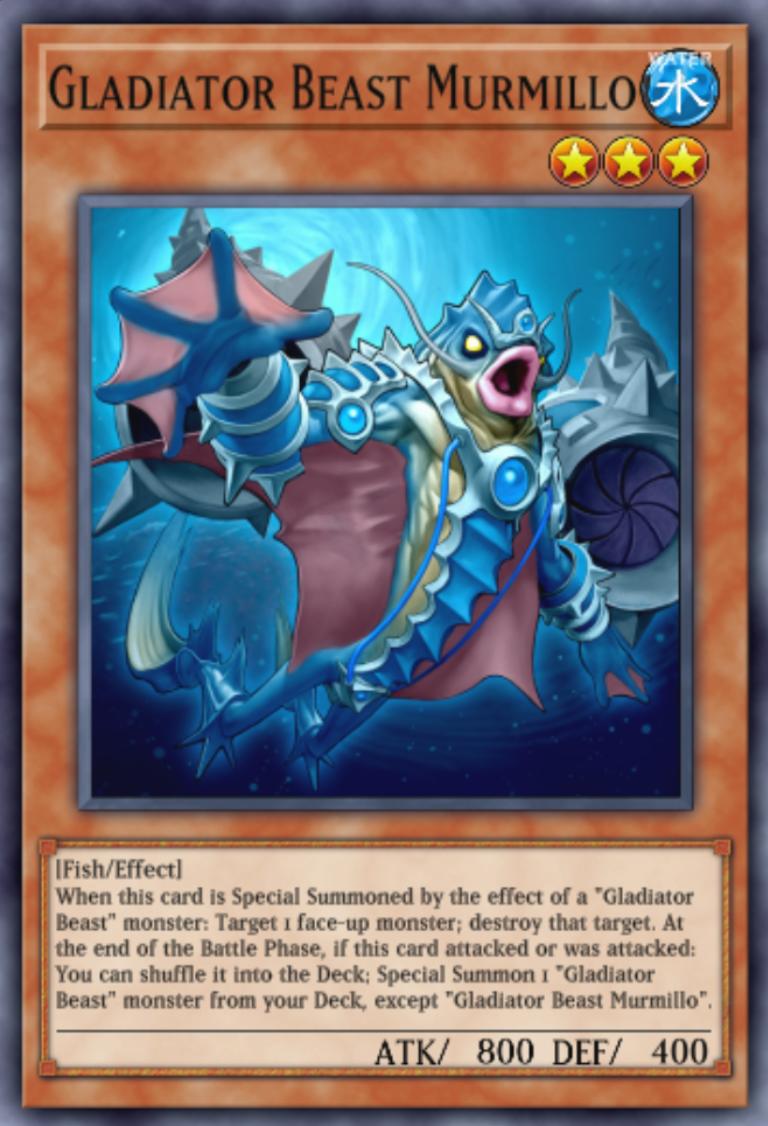 Gladiator Beast Murmillo
WATER
水
[Fish/Effect]
When this card is Special Summoned by the effect of a "Gladiator
Beast" monster: Target 1 face-up monster; destroy that target. At
the end of the Battle Phase, if this card attacked or was attacked:
You can shuffle it into the Deck; Special Summon 1 "Gladiator
Beast" monster from your Deck, except "Gladiator Beast Murmillo".
ATK/ 800 DEF/ 400